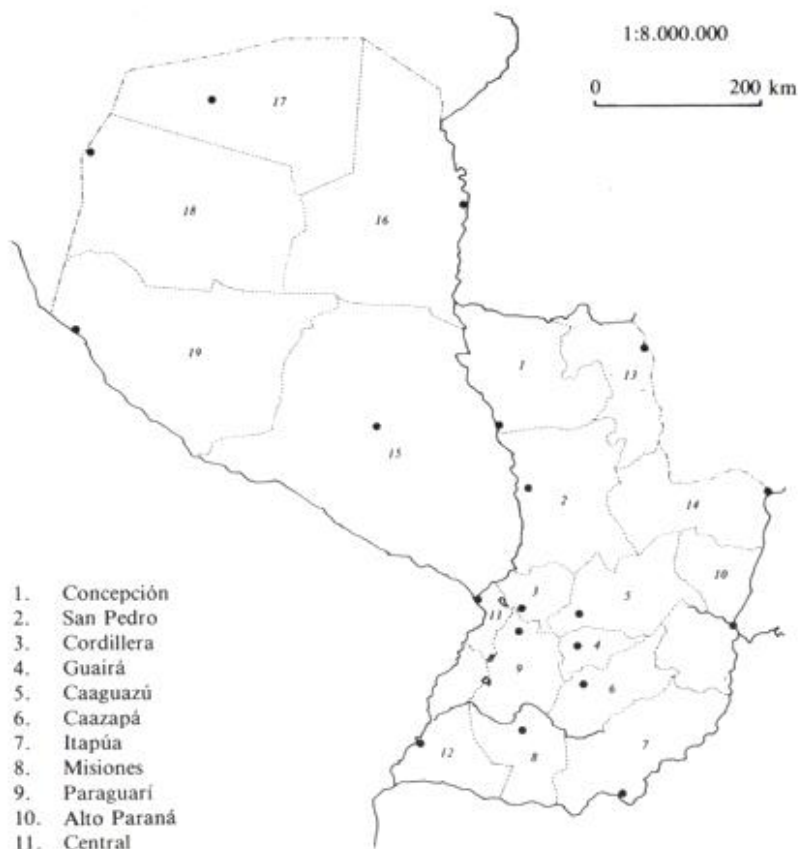 1:8.000.000
0 200 km
17
18
16
19
1
13
15
2
14
10
3
5
11
4
9
6
12
8
7
1. Concepción
2. San Pedro
3. Cordillera
4. Guairá
5. Caaguazú
6. Caazapá
7. Itapúa
8. Misiones
9. Paraguarí
10. Alto Paraná
11. Central